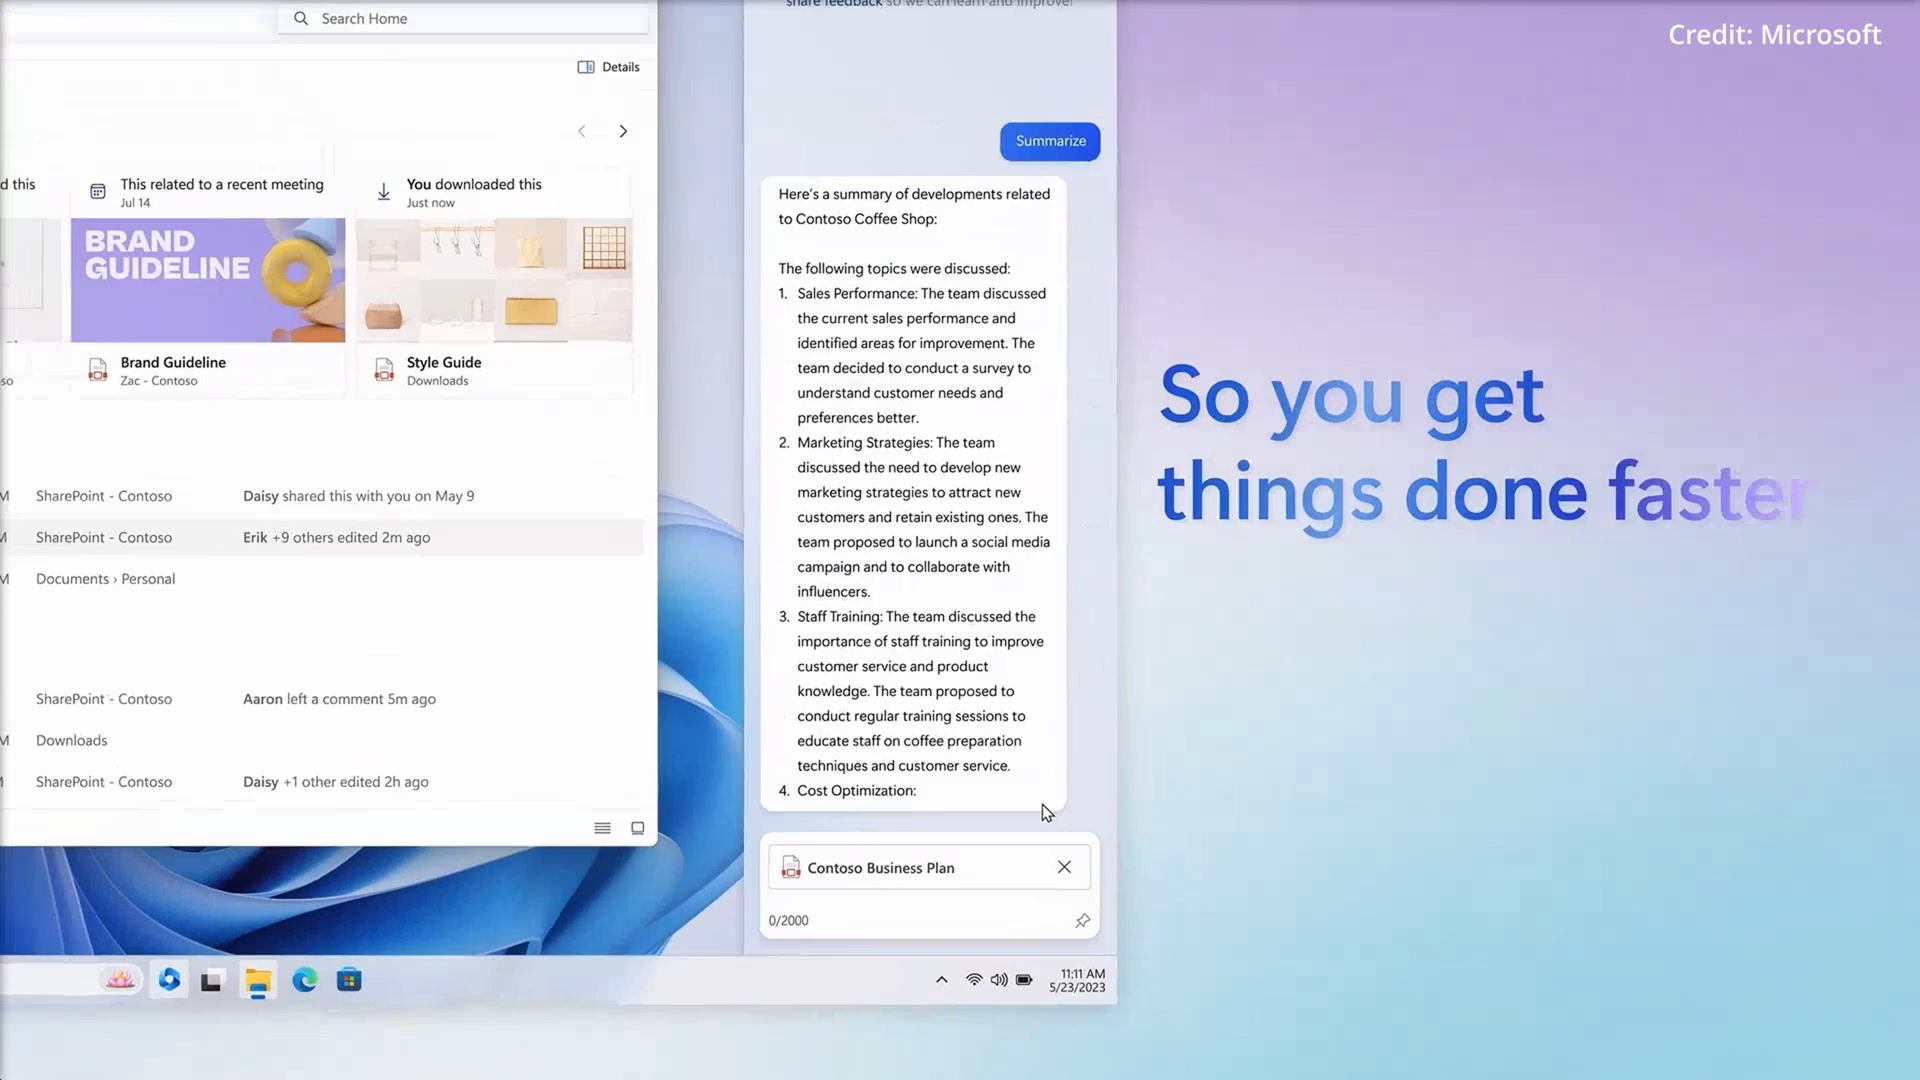 Search Home
Details
d this
This related to a recent meeting
Jul 14
You downloaded this
Just now
BRAND
GUIDELINE
so
Brand Guideline
Zac - Contoso
Style Guide
Downloads
M SharePoint - Contoso Daisy shared this with you on May 9
M SharePoint - Contoso Erik +9 others edited 2m ago
M Documents › Personal
SharePoint - Contoso Aaron left a comment 5m ago
M Downloads
SharePoint - Contoso Daisy +1 other edited 2h ago
share feedback so we can learn and improve!
Summarize
Here's a summary of developments related
to Contoso Coffee Shop:
The following topics were discussed:
1. Sales Performance: The team discussed
the current sales performance and
identified areas for improvement. The
team decided to conduct a survey to
understand customer needs and
preferences better.
2. Marketing Strategies: The team
discussed the need to develop new
marketing strategies to attract new
customers and retain existing ones. The
team proposed to launch a social media
campaign and to collaborate with
influencers.
3. Staff Training: The team discussed the
importance of staff training to improve
customer service and product
knowledge. The team proposed to
conduct regular training sessions to
educate staff on coffee preparation
techniques and customer service.
4. Cost Optimization:
Contoso Business Plan
0/2000
11:11 AM
5/23/2023
Credit: Microsoft
So you get
things done faster